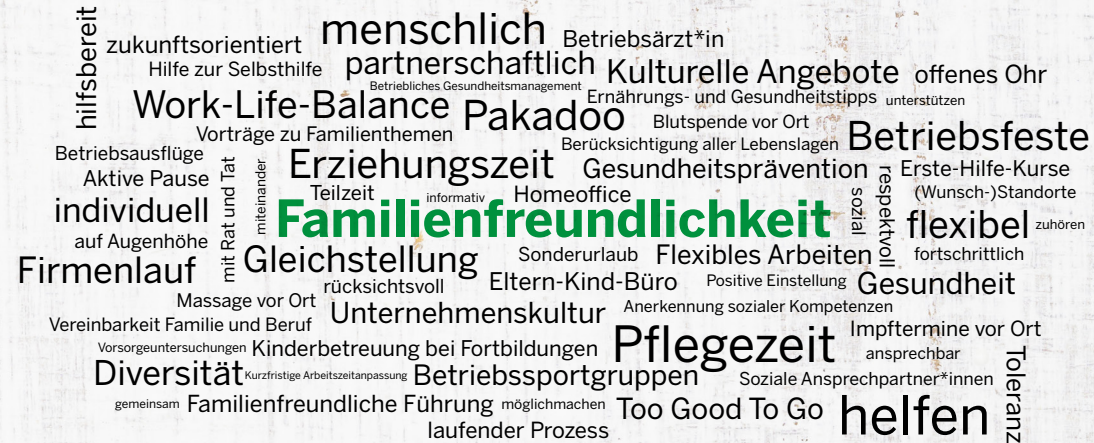 hilfsbereit
zukunftsorientiert
menschlich
Betriebsärzt*in
Hilfe zur Selbsthilfe
partnerschaftlich
Kulturelle Angebote
offenes Ohr
Betriebliches Gesundheitsmanagement
Ernährungs- und Gesundheitstipps
unterstützen
Work-Life-Balance
Pakadoo
Blutspende vor Ort
Vorträge zu Familienthemen
Berücksichtigung aller Lebenslagen
Betriebsfeste
Betriebsausflüge
Aktive Pause
mit Rat und Tat
miteinander
Erziehungszeit
Gesundheitsprävention
Erste-Hilfe-Kurse
Teilzeit
informativ
Homeoffice
sozial
respektvoll
(Wunsch-)Standorte
individuell
Familienfreundlichkeit
flexibel
zuhören
auf Augenhöhe
Gleichstellung
Sonderurlaub
Flexibles Arbeiten
fortschrittlich
Firmenlauf
rücksichtsvoll
Eltern-Kind-Büro
Positive Einstellung
Gesundheit
Massage vor Ort
Unternehmenskultur
Anerkennung sozialer Kompetenzen
Vereinbarkeit Familie und Beruf
Pflegezeit
Impftermine vor Ort
Vorsorgeuntersuchungen
Kinderbetreuung bei Fortbildungen
ansprechbar
Toleranz
Diversität
Kurzfristige Arbeitszeitanpassung
Betriebssportgruppen
Soziale Ansprechpartner*innen
gemeinsam
Familienfreundliche Führung
möglichmachen
Too Good To Go
helfen
laufender Prozess